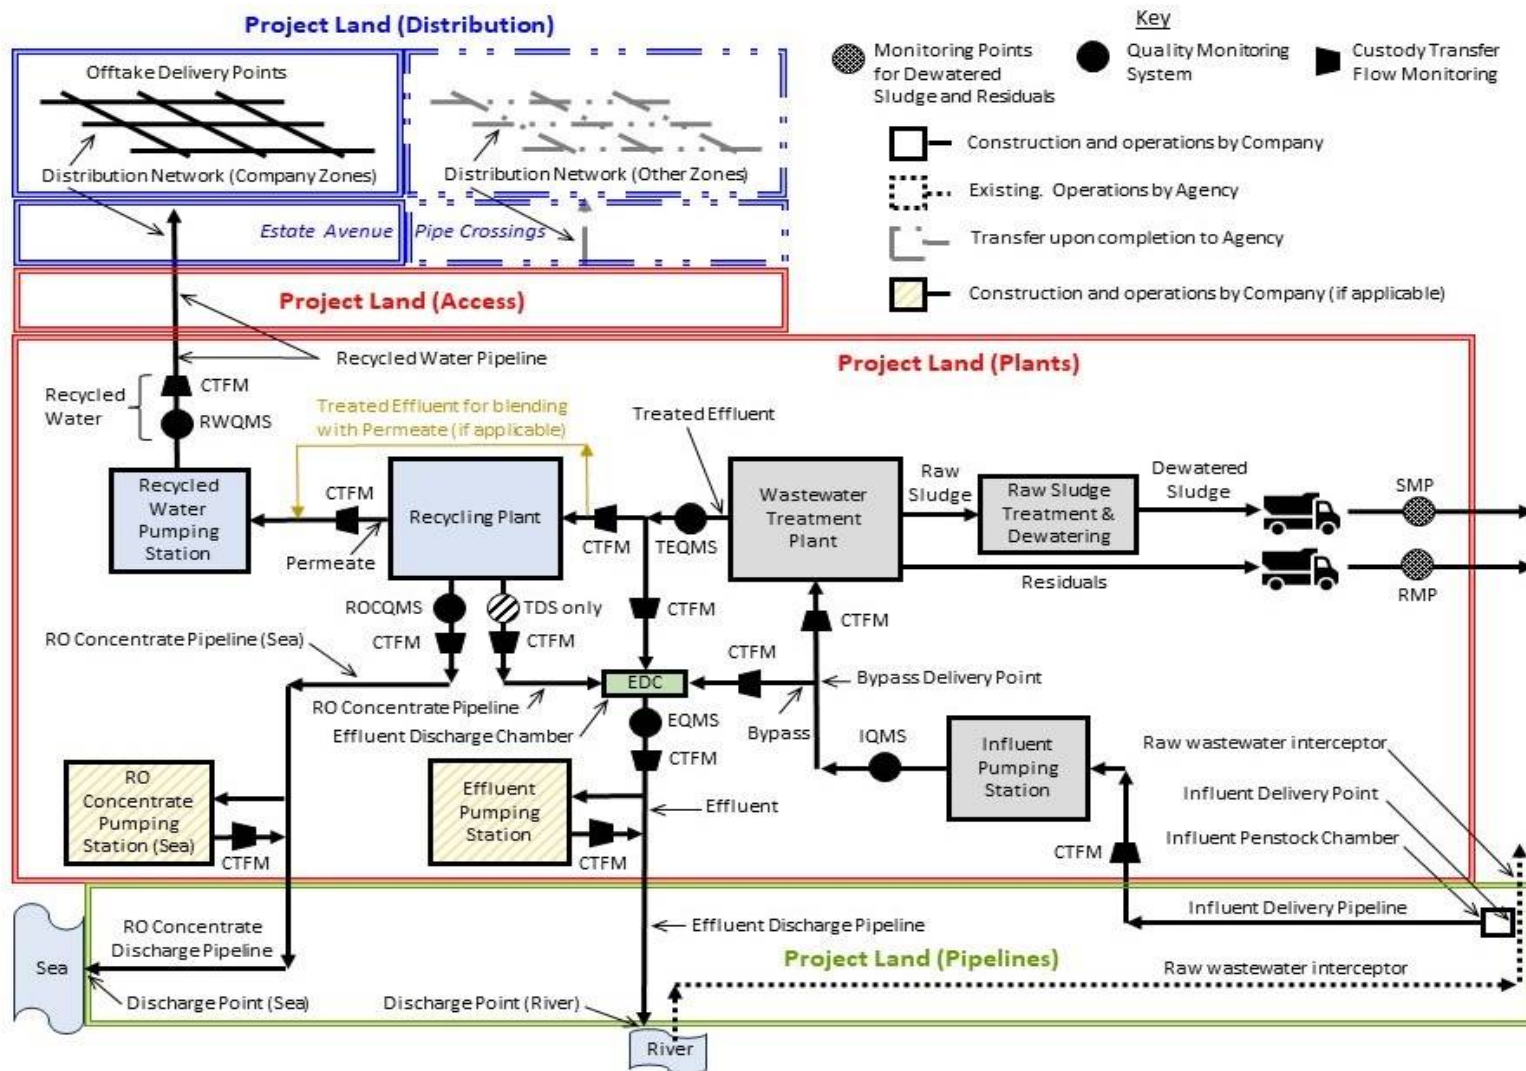 Project Land (Distribution)
Key
Offtake Delivery Points
Distribution Network (Company Zones)
Distribution Network (Other Zones)
Estate Avenue
Pipe Crossings
Monitoring Points
for Dewatered
Sludge and Residuals
Quality Monitoring
System
Custody Transfer
Flow Monitoring
Construction and operations by Company
Existing. Operations by Agency
Transfer upon completion to Agency
Construction and operations by Company (if applicable)
Project Land (Access)
Project Land (Plants)
Recycled Water Pipeline
Recycled
Water
CTFM
RWQMS
Treated Effluent for blending
with Permeate (if applicable)
Treated Effluent
Recycled
Water
Pumping
Station
CTFM
Permeate
Recycling Plant
CTFM
TEQMS
Wastewater
Treatment
Plant
Raw
Sludge
Raw Sludge
Treatment &
Dewatering
Dewatered
Sludge
SMP
Residuals
RMP
ROCQMS
TDS only
CTFM
CTFM
CTFM
CTFM
RO Concentrate Pipeline (Sea)
CTFM
EDC
Bypass Delivery Point
RO Concentrate Pipeline
Effluent Discharge Chamber
EQMS
Bypass
CTFM
IQMS
Influent
Pumping
Station
Raw wastewater interceptor
Influent Delivery Point
Influent Penstock Chamber
RO
Concentrate
Pumping
Station (Sea)
CTFM
Effluent
Pumping
Station
CTFM
Effluent
CTFM
Influent Delivery Pipeline
RO Concentrate
Discharge Pipeline
Effluent Discharge Pipeline
Project Land (Pipelines)
Raw wastewater interceptor
Sea
Discharge Point (Sea)
Discharge Point (River)
River